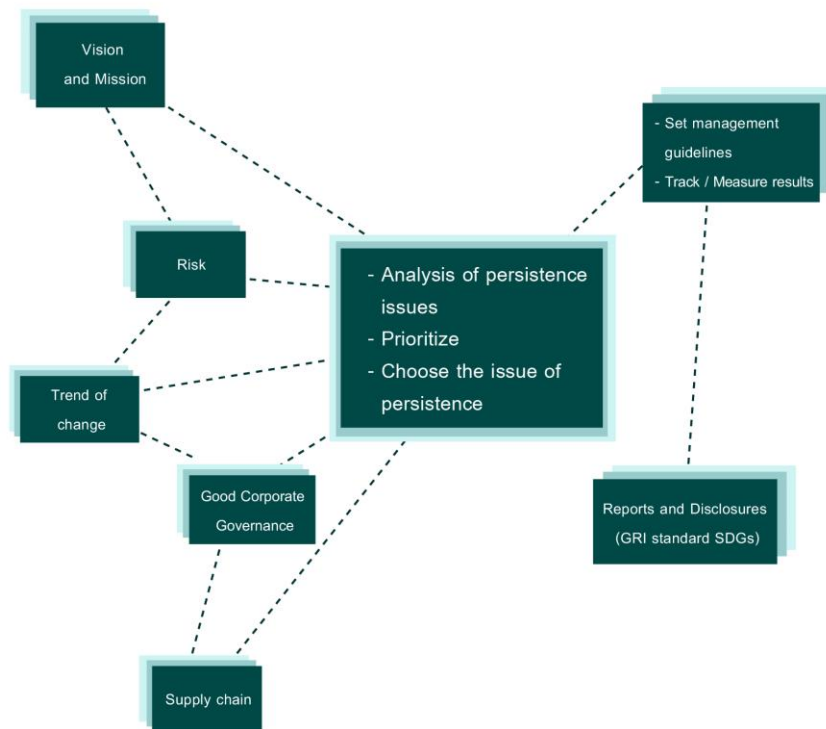 Vision
and Mission
- Set management
guidelines
- Track / Measure results
Risk
- Analysis of persistence
issues
- Prioritize
- Choose the issue of
persistence
Trend of
change
Good Corporate
Governance
Reports and Disclosures
(GRI standard SDGs)
Supply chain